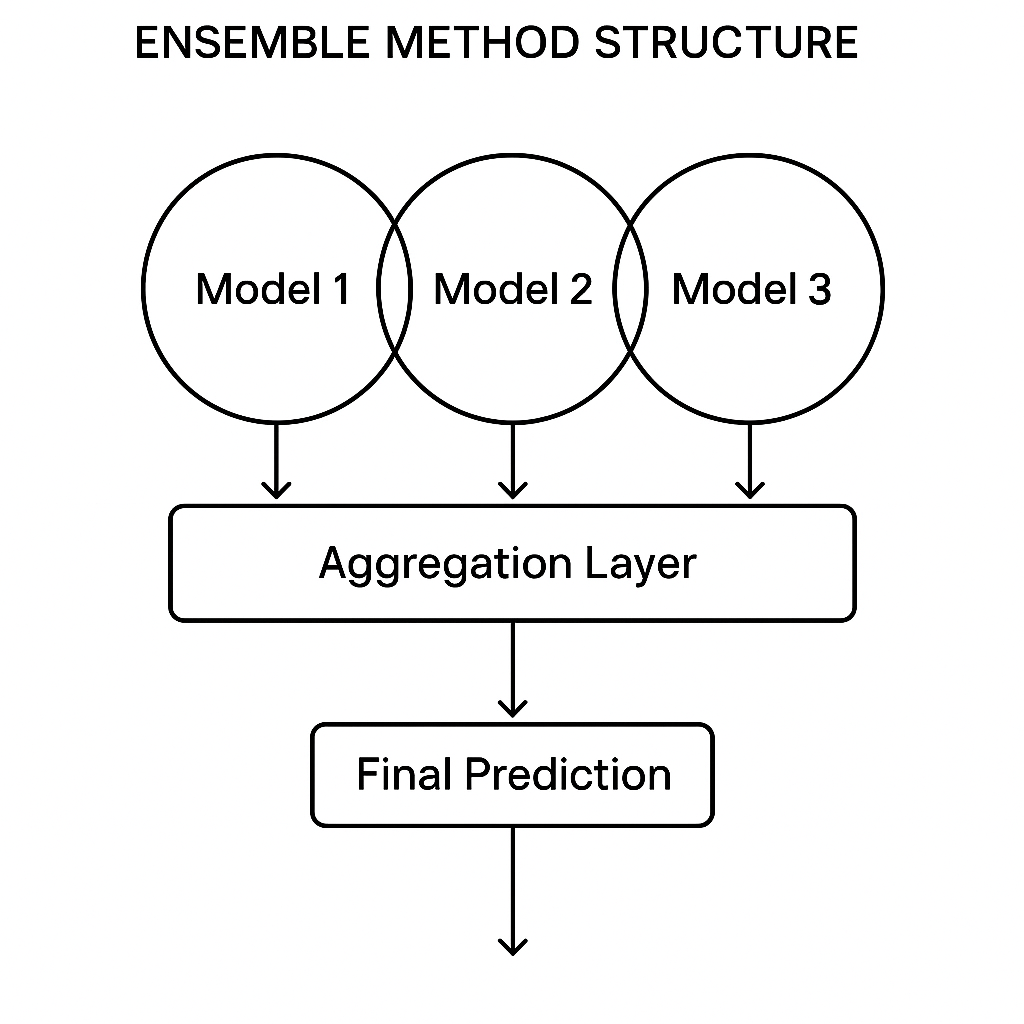 ENSEMBLE METHOD STRUCTURE
Model 1
Model 2
Model 3
Aggregation Layer
Final Prediction